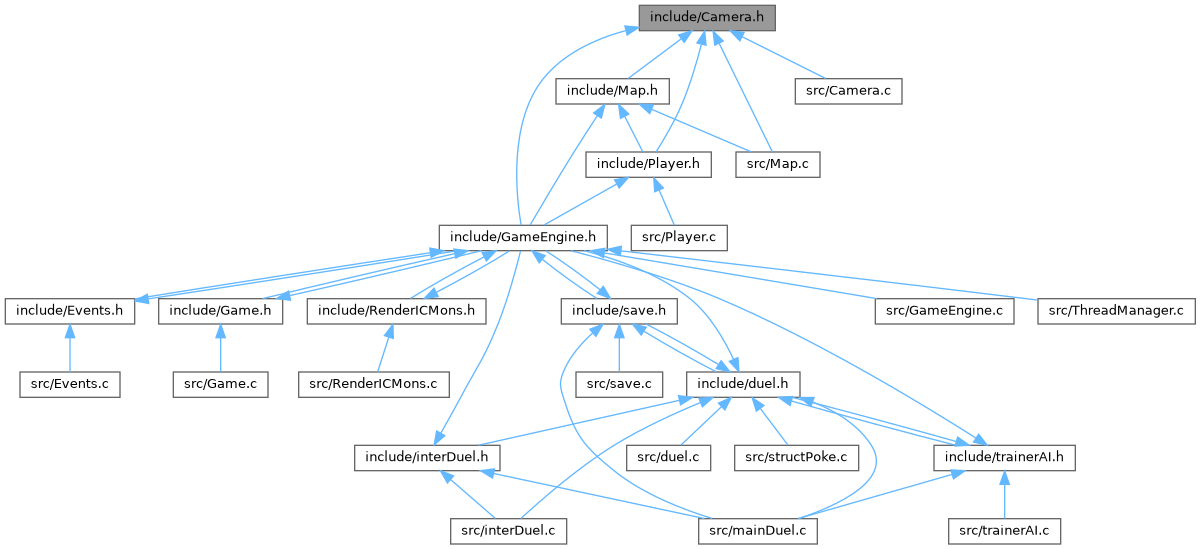 include/Camera.h
include/Map.h
src/Camera.c
include/Player.h
src/Map.c
include/GameEngine.h
src/Player.c
include/Events.h
include/Game.h
include/RenderICMons.h
include/save.h
src/GameEngine.c
src/ThreadManager.c
src/Events.c
src/Game.c
src/RenderICMons.c
src/save.c
include/duel.h
include/interDuel.h
src/duel.c
src/structPoke.c
include/trainerAI.h
src/interDuel.c
src/mainDuel.c
src/trainerAI.c